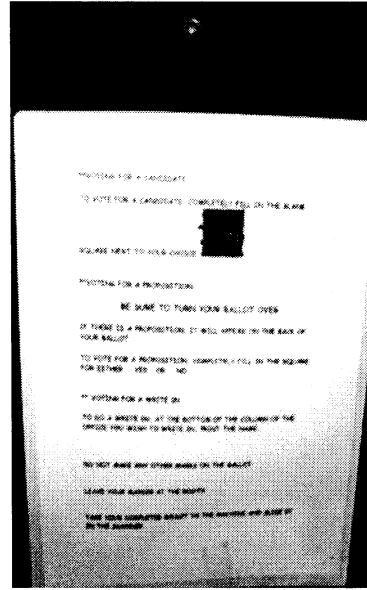 **VOTING FOR A CANDIDATE
TO VOTE FOR A CANDIDATE COMPLETELY FILL IN THE BLANK
SQUARE NEXT TO YOUR CHOICE
**VOTING FOR A PROPOSITION
BE SURE TO TURN YOUR BALLOT OVER
IF THERE IS A PROPOSITION, IT WILL APPEAR ON THE BACK OF
YOUR BALLOT
TO VOTE FOR A PROPOSITION, COMPLETELY FILL IN THE SQUARE
FOR EITHER YES OR NO
** VOTING FOR A WRITE IN
TO DO A WRITE IN, AT THE BOTTOM OF THE COLUMN OF THE
OFFICE YOU WISH TO WRITE IN, PRINT THE NAME
DO NOT MAKE ANY OTHER MARKS ON THE BALLOT
LEAVE YOUR MARKER AT THE BOOTH
TAKE YOUR COMPLETED BALLOT TO THE MACHINE AND
IN THE